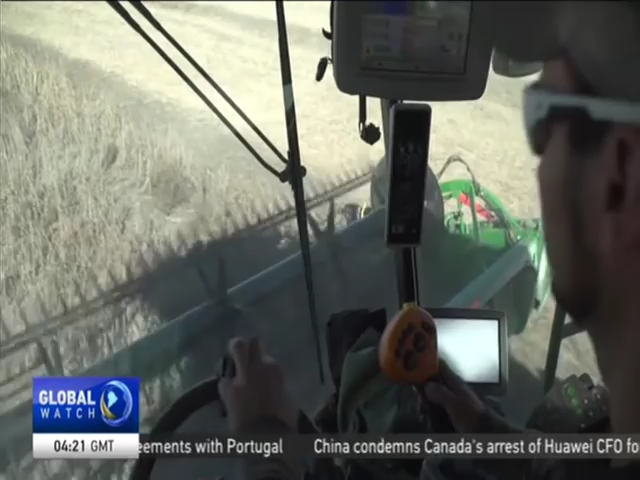 GLOBAL
WATCH
04:21 GMT
eements with Portugal China condemns Canada's arrest of Huawei CFO fo